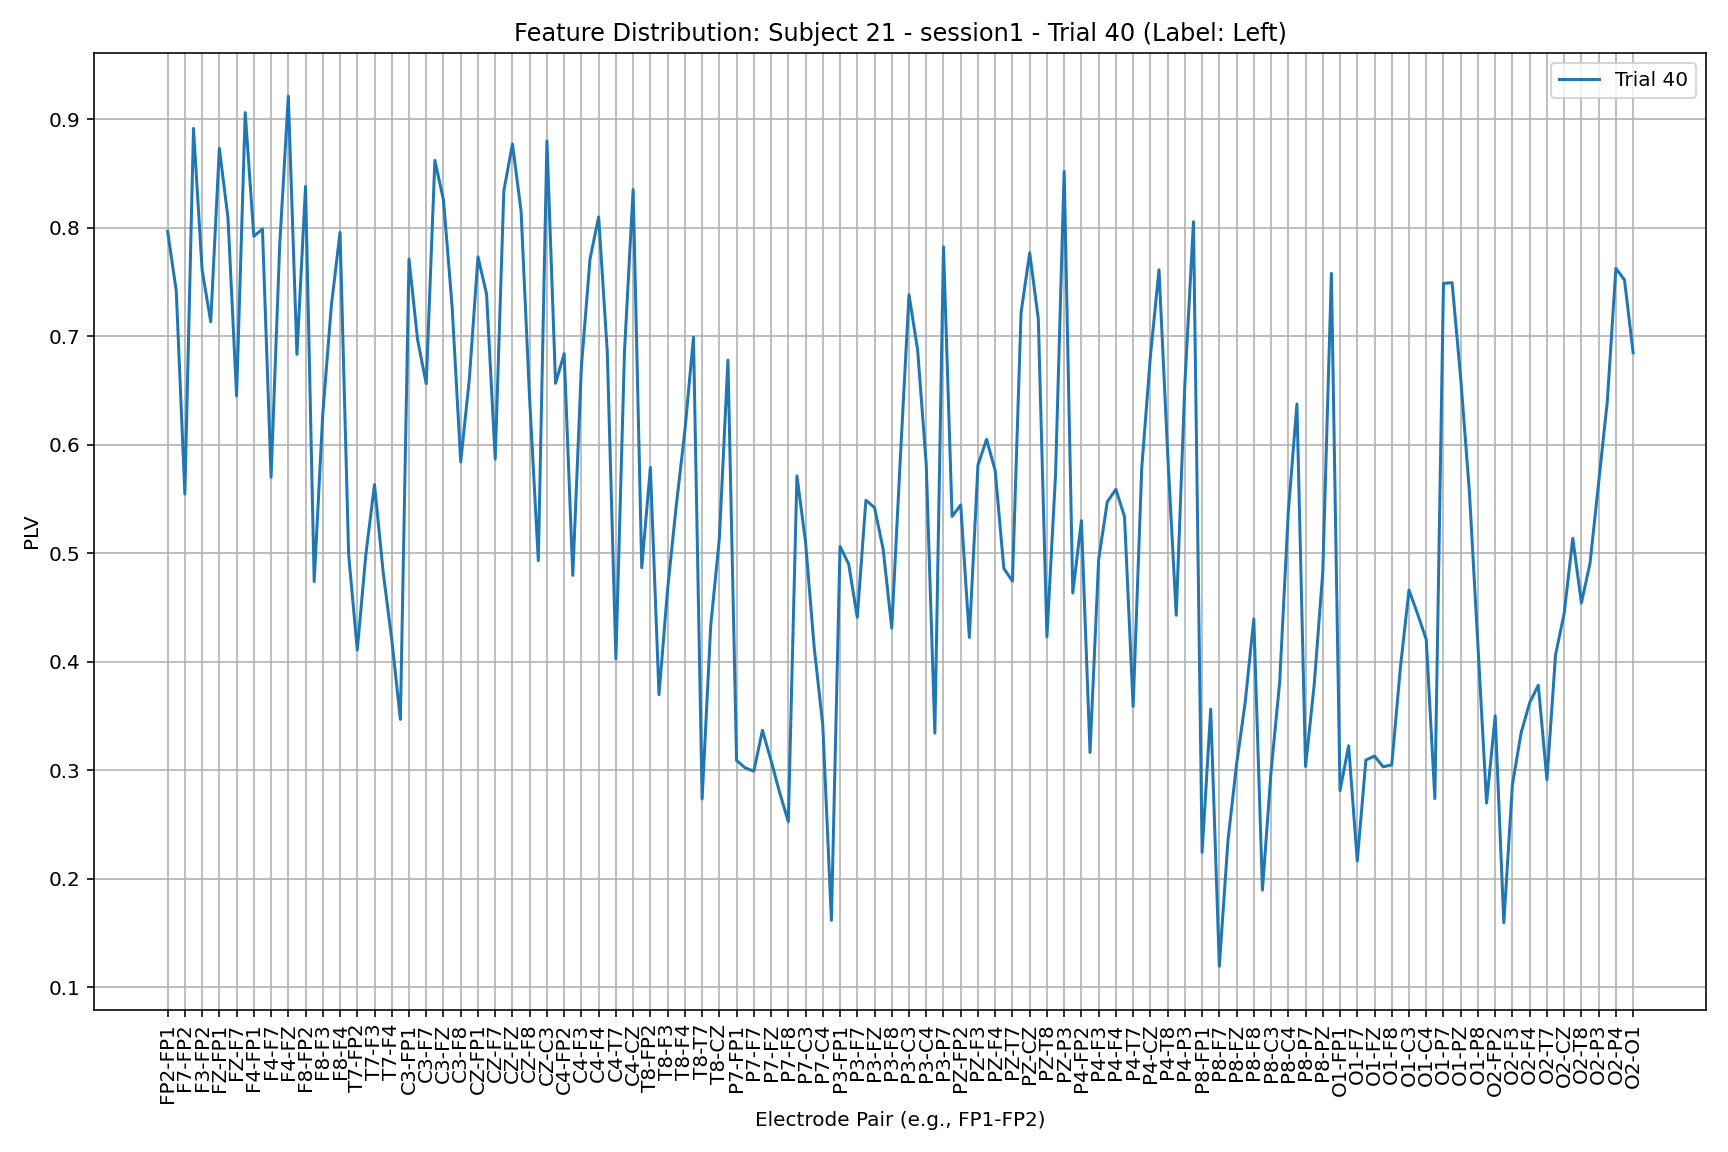 Feature Distribution: Subject 21 - session1 - Trial 40 (Label: Left)
Trial 40
PLV
0.9
0.8
0.7
0.6
0.5
0.4
0.3
0.2
0.1
FP2-FP1
F7-FP2
F3-FP2
FZ-FP1
FZ-F7
F4-FP1
F4-F7
F4-FZ
F8-FP2
F8-F3
F8-F4
T7-FP2
T7-F3
T7-F4
C3-FP1
C3-F7
C3-FZ
C3-F8
CZ-FP1
CZ-F7
CZ-FZ
CZ-F8
CZ-C3
C4-FP2
C4-F3
C4-F4
C4-T7
C4-CZ
T8-FP2
T8-F3
T8-F4
T8-T7
T8-CZ
P7-FP1
P7-F7
P7-FZ
P7-F8
P7-C3
P7-C4
P3-FP1
P3-F7
P3-FZ
P3-F8
P3-C3
P3-C4
P3-P7
PZ-FP2
PZ-F3
PZ-F4
PZ-T7
PZ-CZ
PZ-T8
PZ-P3
P4-FP2
P4-F3
P4-F4
P4-T7
P4-CZ
P4-T8
P4-P3
P8-FP1
P8-F7
P8-FZ
P8-F8
P8-C3
P8-C4
P8-P7
P8-PZ
O1-FP1
O1-F7
O1-FZ
O1-F8
O1-C3
O1-C4
O1-P7
O1-PZ
O1-P8
O2-FP2
O2-F3
O2-F4
O2-T7
O2-CZ
O2-T8
O2-P3
O2-P4
O2-O1
Electrode Pair (e.g., FP1-FP2)